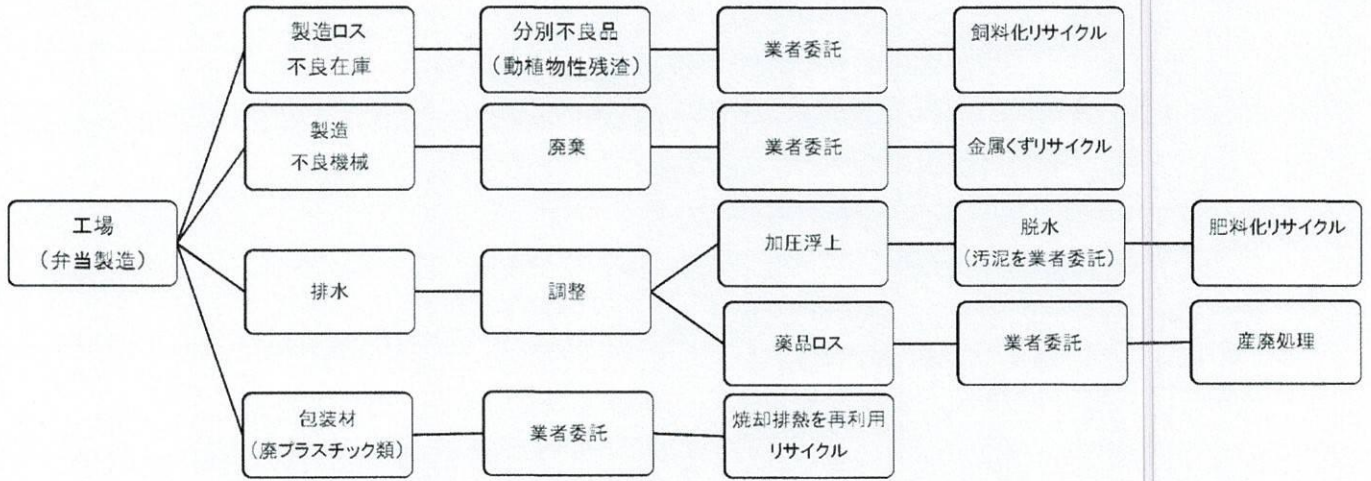 製造ロス
不良在庫
分別不良品
(動植物性残渣)
業者委託
飼料化リサイクル
製造
不良機械
廃棄
業者委託
金属くずリサイクル
工場
(弁当製造)
排水
調整
加圧浮上
脱水
(汚泥を業者委託)
肥料化リサイクル
薬品ロス
業者委託
産廃処理
包装材
(廃プラスチック類)
業者委託
焼却排熱を再利用
リサイクル